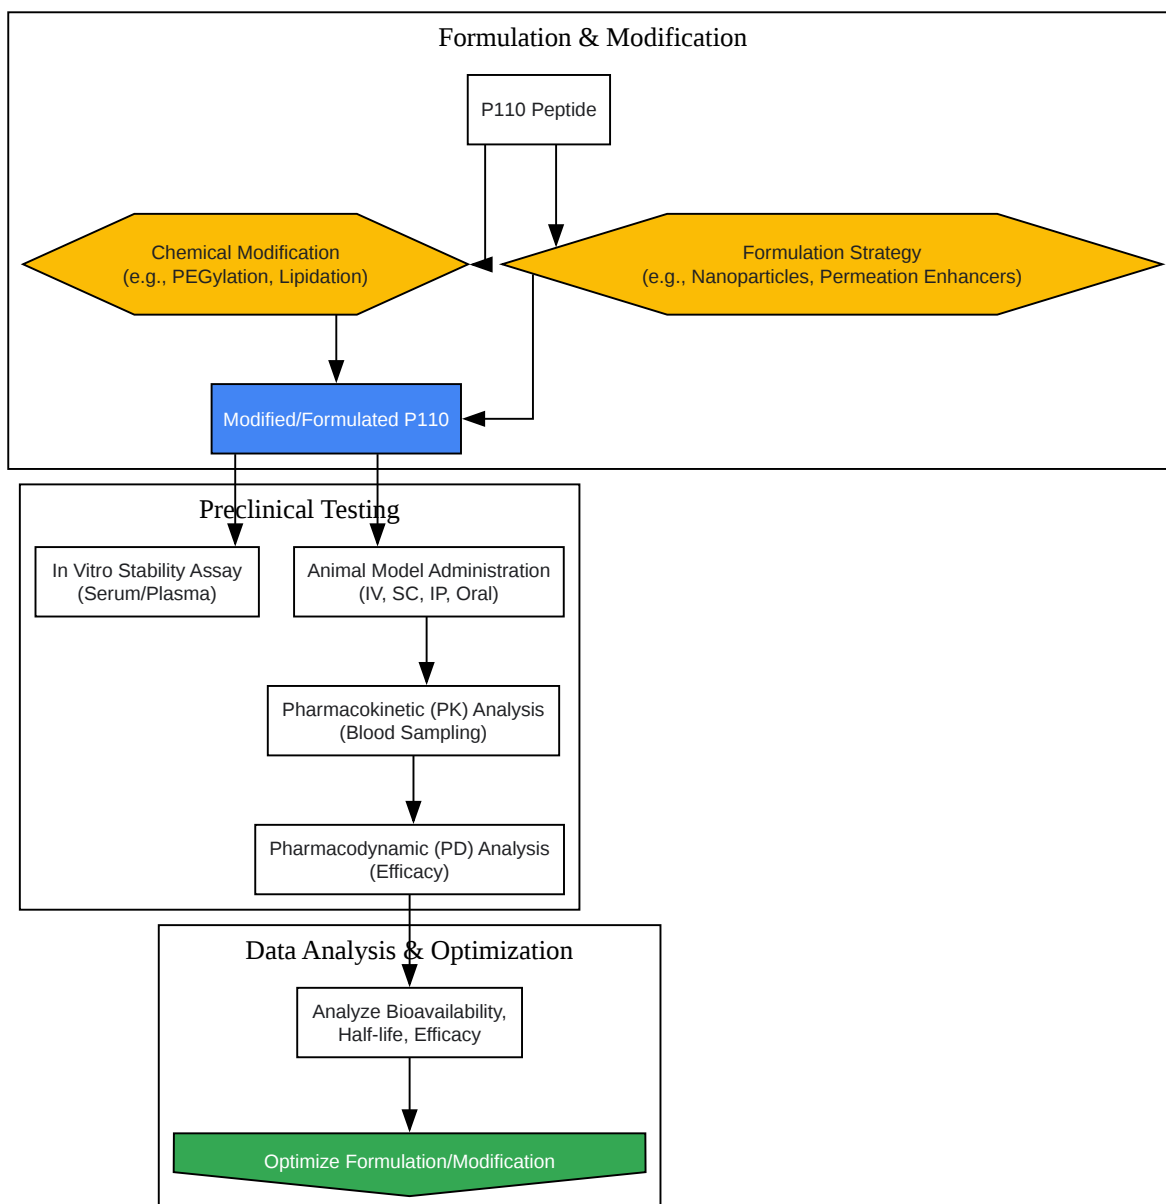 Formulation & Modification
P110 Peptide
Chemical Modification
(e.g., PEGylation, Lipidation)
Formulation Strategy
(e.g., Nanoparticles, Permeation Enhancers)
Modified/Formulated P110
Preclinical Testing
In Vitro Stability Assay
(Serum/Plasma)
Animal Model Administration
(IV, SC, IP, Oral)
Pharmacokinetic (PK) Analysis
(Blood Sampling)
Pharmacodynamic (PD) Analysis
(Efficacy)
Data Analysis & Optimization
Analyze Bioavailability,
Half-life, Efficacy
Optimize Formulation/Modification